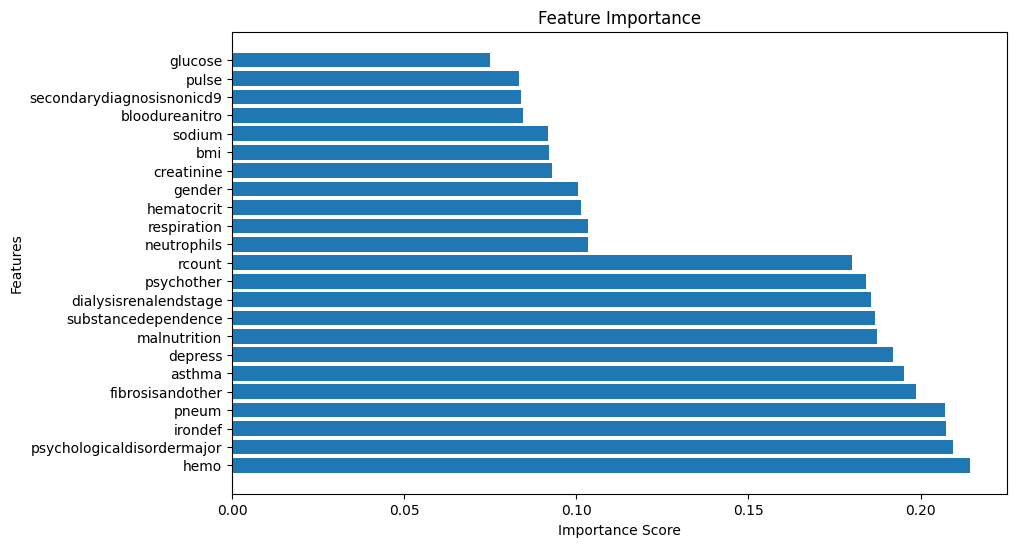 Feature Importance
glucose
pulse
secondarydiagnosisnonicd9
bloodureanitro
sodium
bmi
creatinine
gender
hematocrit
respiration
neutrophils
rcount
psychother
dialysisrenalendstage
substancedependence
malnutrition
depress
asthma
fibrosisandother
pneum
irondef
psychologicaldisordermajor
hemo
Features
0.00 0.05 0.10 0.15 0.20
Importance Score